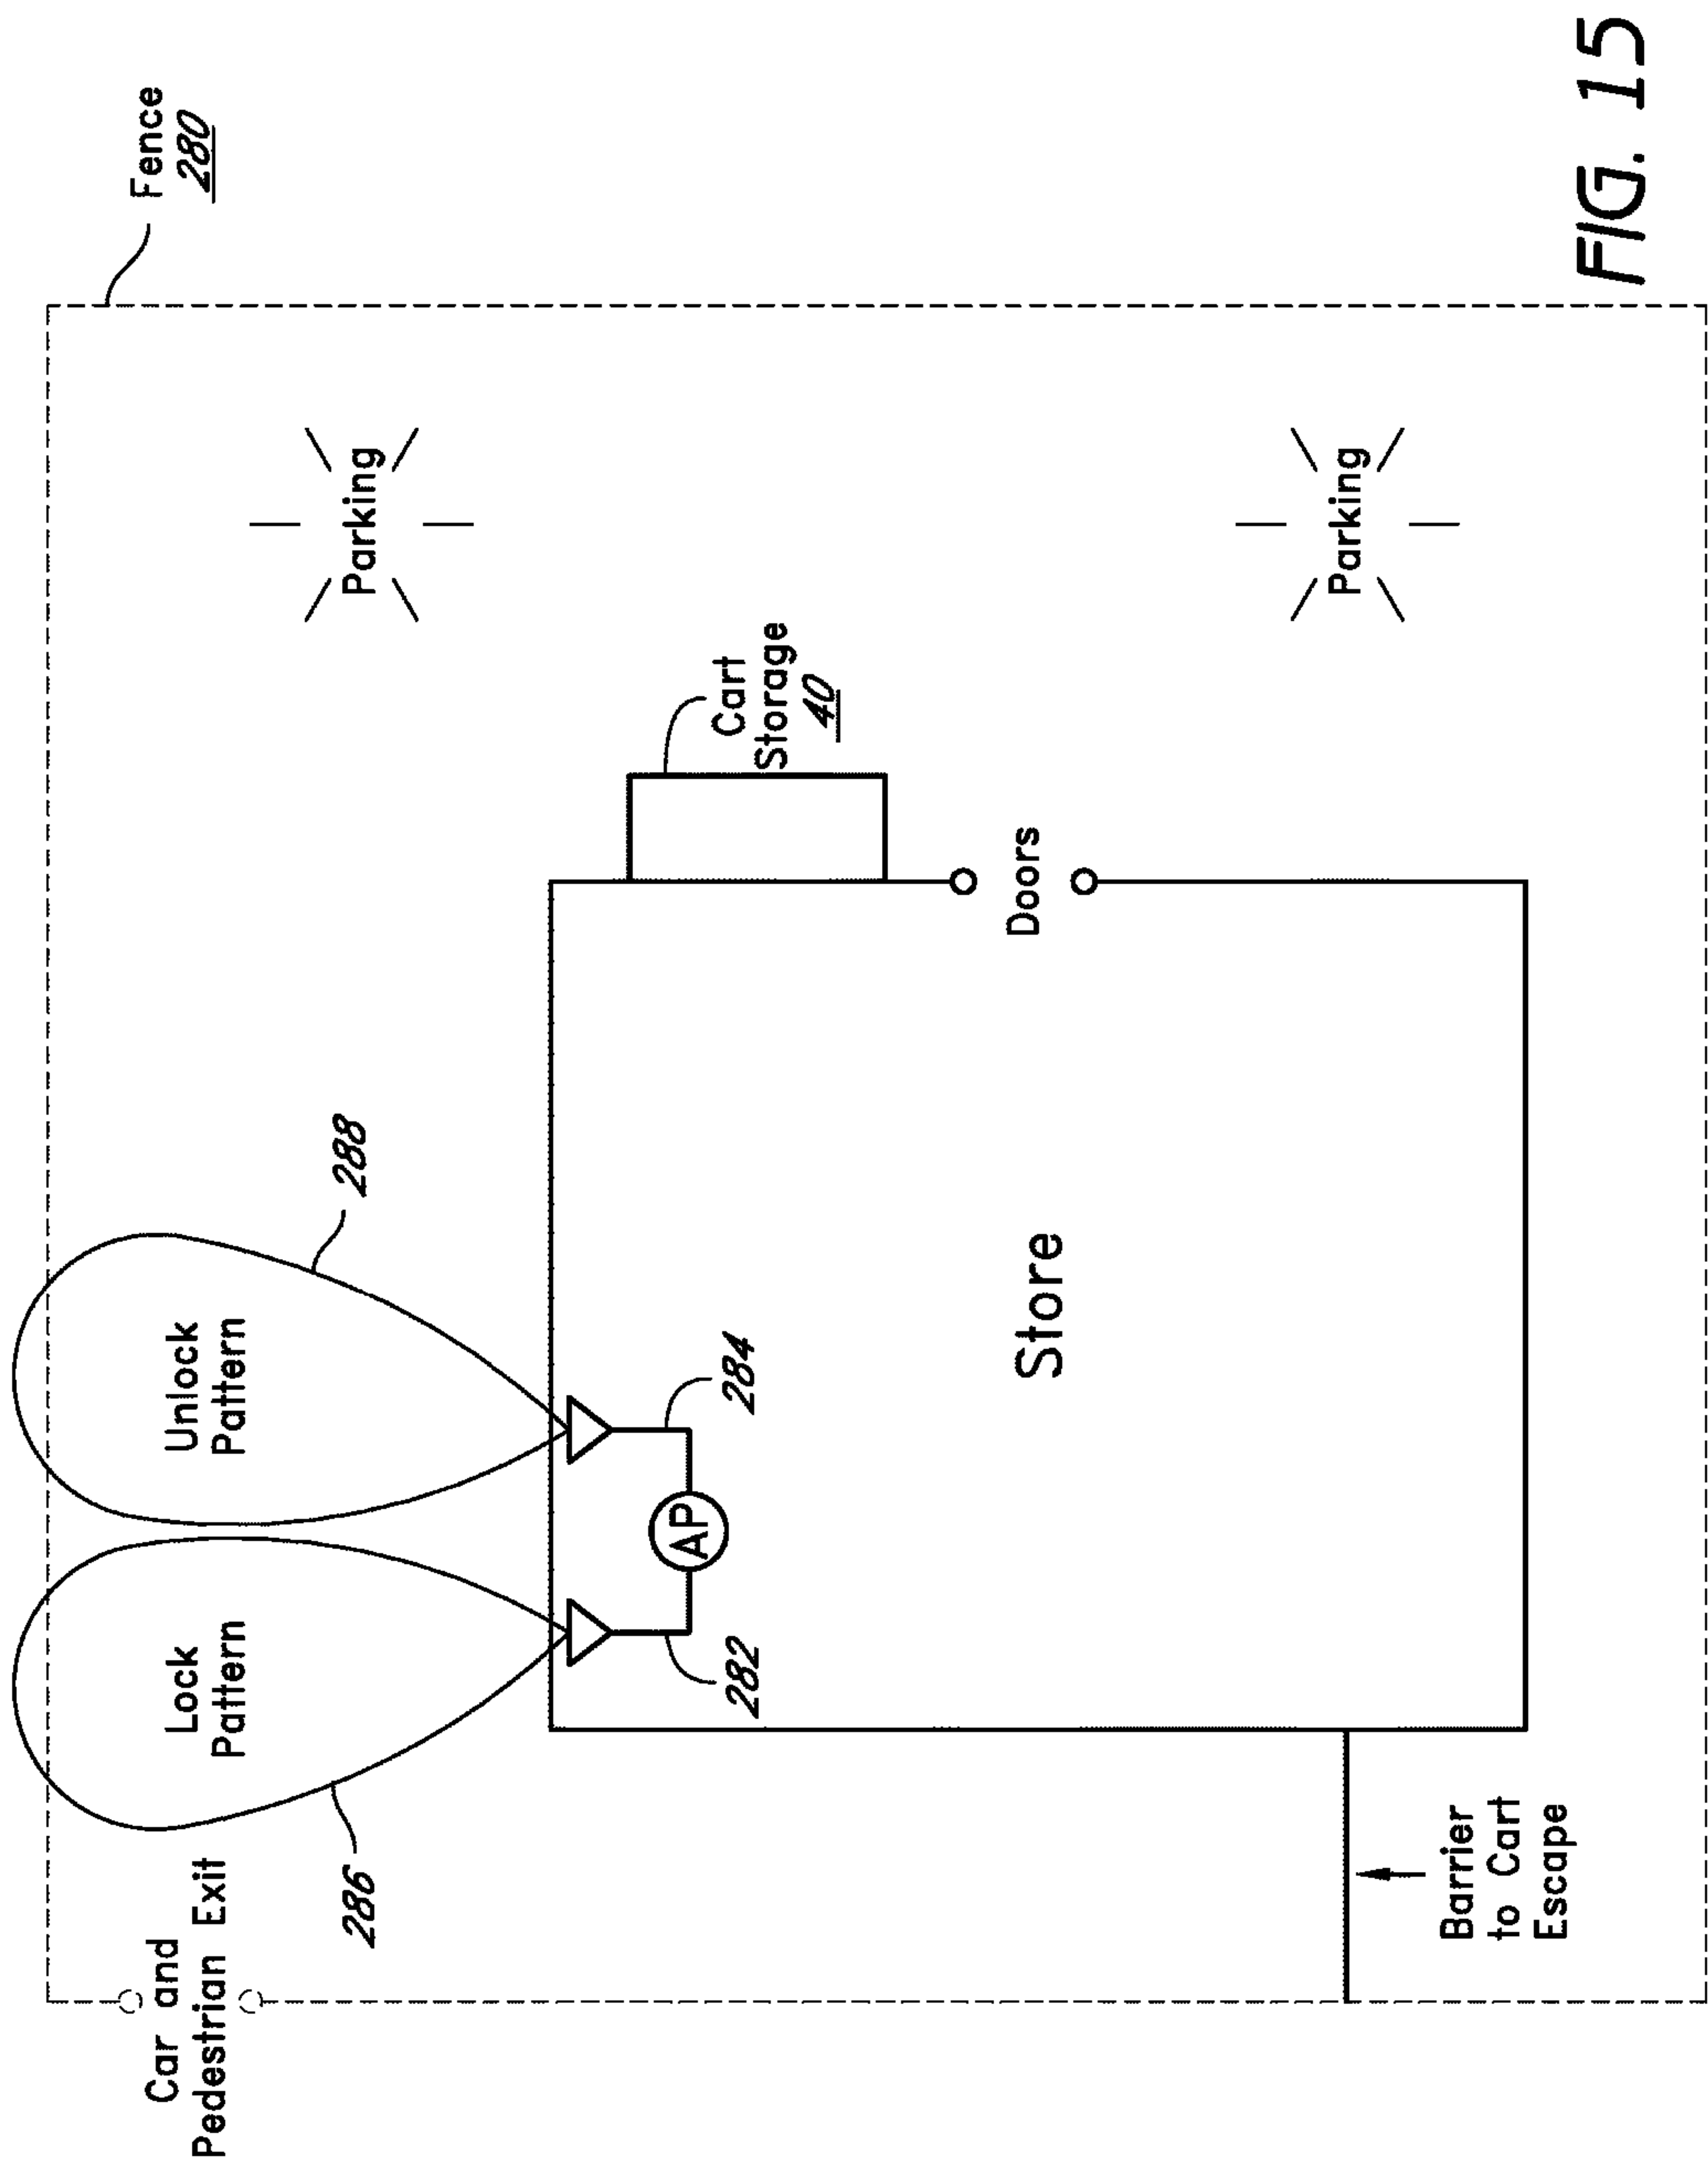 Car and
Pedestrian Exit
Lock
Pattern
286
Unlock
Pattern
288
Fence
280
Parking
282
AP
284
Cart
Storage
40
Store
Doors
Barrier
to Cart
Escape
Parking
FIG. 15